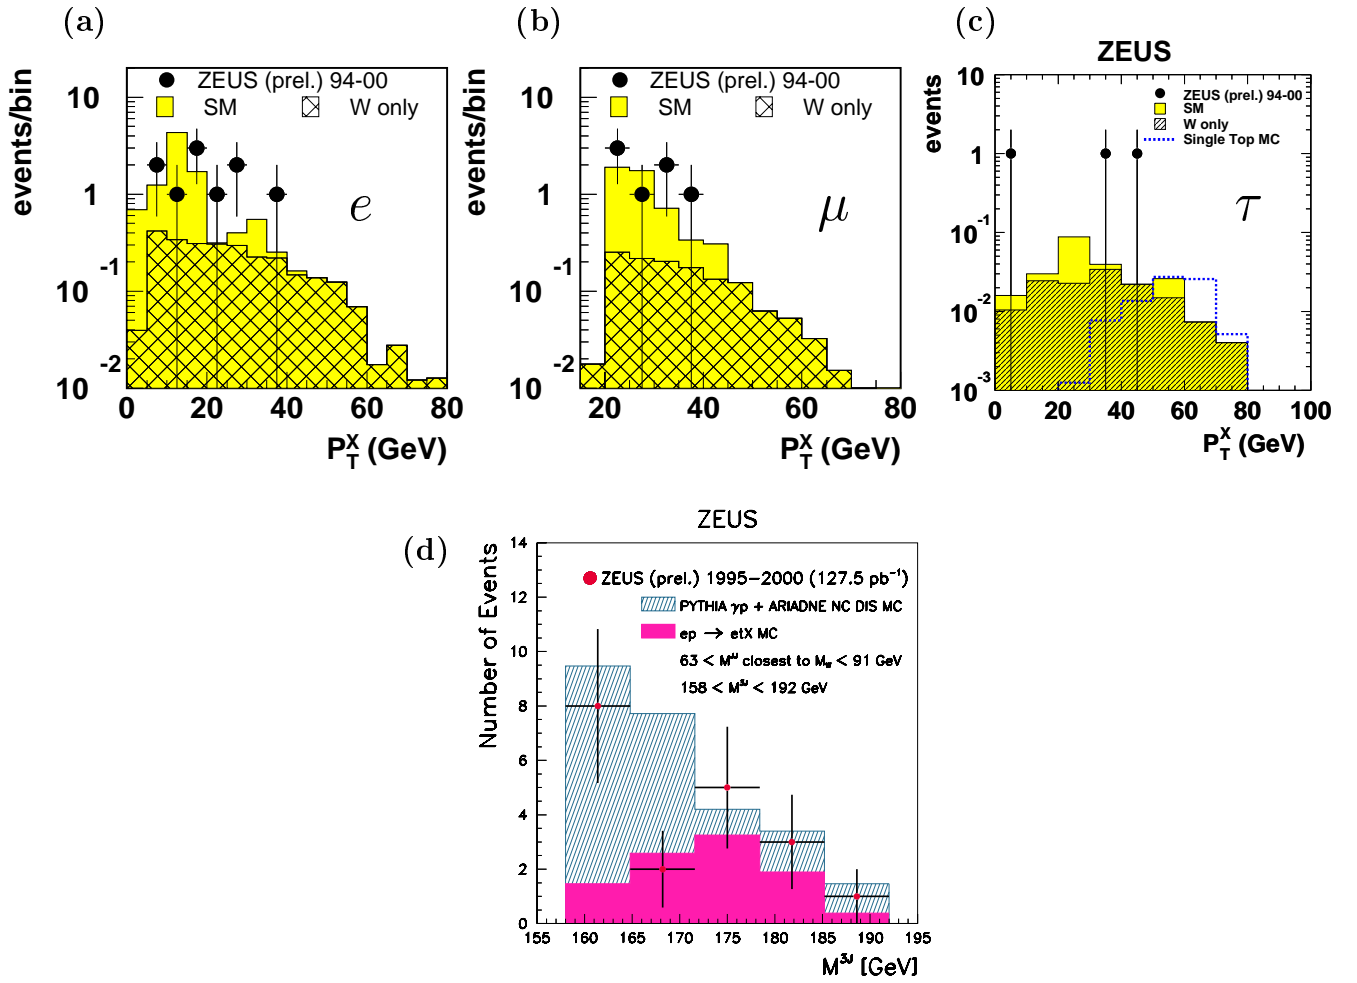 (a)
ZEUS (prel.) 94-00
SM W only
events/bin
10
1
10 -1
10 -2
e
0 20 40 60 80
P_T^X (GeV)
(b)
ZEUS (prel.) 94-00
SM W only
events/bin
10
1
10 -1
10 -2
μ
20 40 60 80
P_T^X (GeV)
(c)
ZEUS
ZEUS (prel.) 94-00
SM
W only
Single Top MC
events
10
1
10 -1
10 -2
10 -3
τ
0 20 40 60 80 100
P_T^X (GeV)
(d)
ZEUS
Number of Events
14
12
10
8
6
4
2
0
ZEUS (prel.) 1995-2000 (127.5 pb⁻¹)
PYTHIA γp + ARIADNE NC DIS MC
ep → etX MC
63 < M^JJ closest to M_W < 91 GeV
158 < M^3J < 192 GeV
155 160 165 170 175 180 185 190 195
M^3J [GeV]